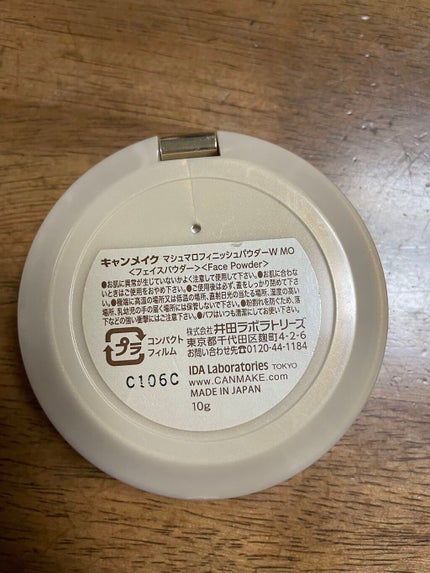 キャンメイク マシュマロフィニッシュパウダーW MO
<フェイスパウダー><Face Powder>
●お肌に異常が生じていないかよく注意して使用して下さい。●お肌に合わな
いときはご使用をおやめ下さい。●ご使用後は必ず、蓋をしっかり閉めて下さ
い。●極端に高温の場所又は低温の場所、直射日光の当たる場所、湿度の高い
場所、乳幼児の手の届く場所には保管しないで下さい。●粉割れを防ぐため、落
下などの強い衝撃にはご注意下さい。●パフはいつも清潔にしてお使い下さい。
プラ
コンパクト
フィルム
C106C
株式会社井田ラボラトリーズ
東京都千代田区麹町4-2-6
お問い合わせ先☎0120-44-1184
IDA Laboratories TOKYO
www.CANMAKE.com
MADE IN JAPAN
10g